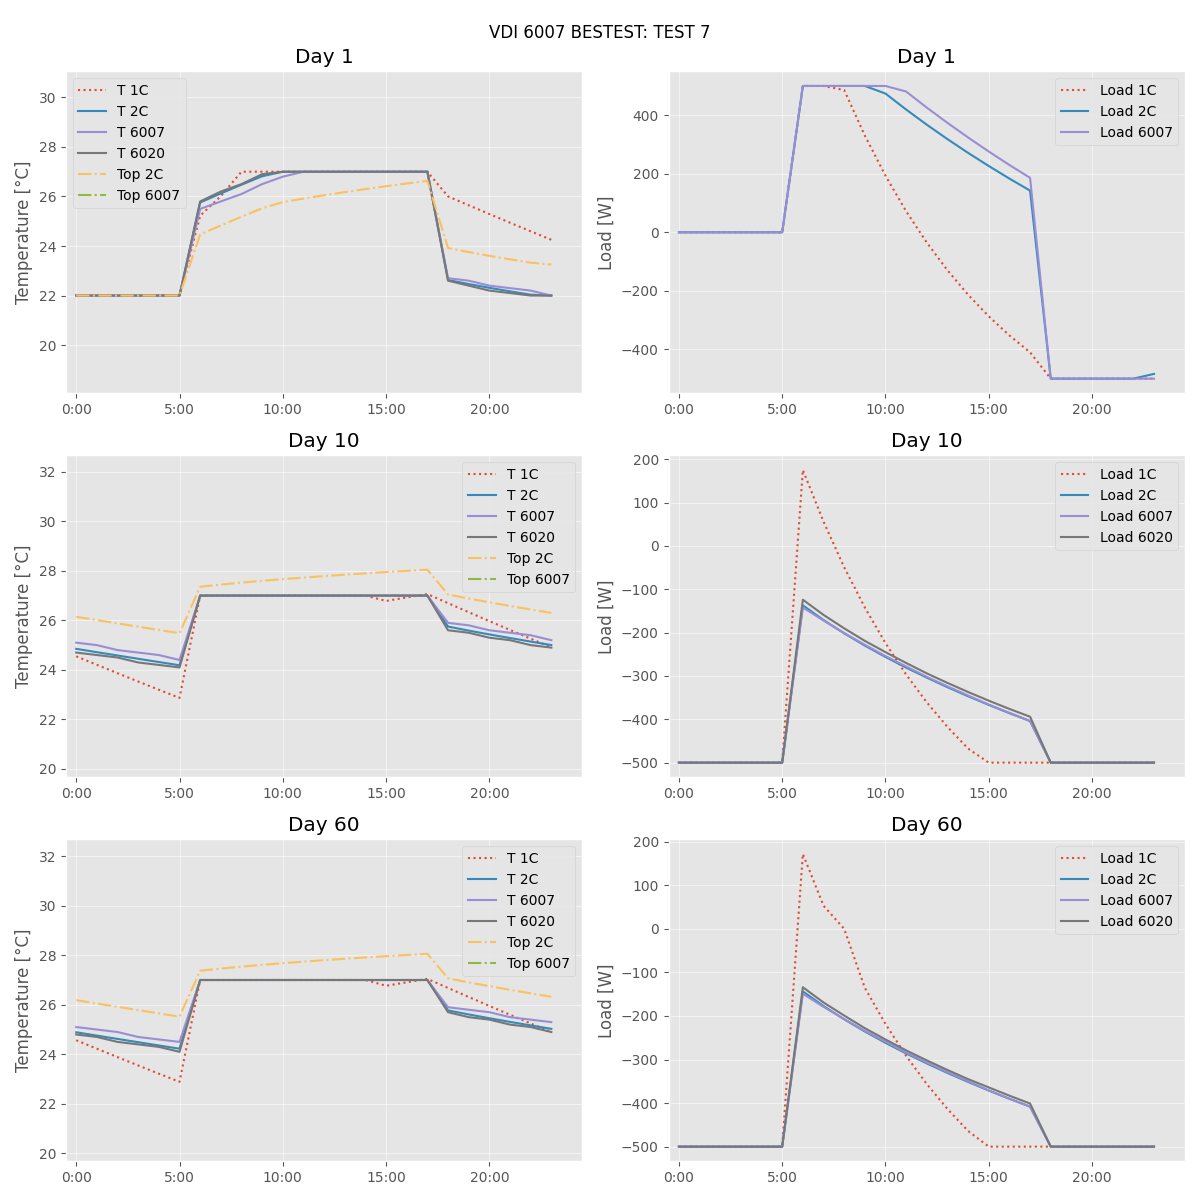 VDI 6007 BESTEST: TEST 7
Day 1
Temperature [°C]
30
28
26
24
22
20
T 1C
T 2C
T 6007
T 6020
Top 2C
Top 6007
0:00 5:00 10:00 15:00 20:00
Day 1
Load [W]
400
200
0
−200
−400
Load 1C
Load 2C
Load 6007
0:00 5:00 10:00 15:00 20:00
Day 10
Temperature [°C]
32
30
28
26
24
22
20
T 1C
T 2C
T 6007
T 6020
Top 2C
Top 6007
0:00 5:00 10:00 15:00 20:00
Day 10
Load [W]
200
100
0
−100
−200
−300
−400
−500
Load 1C
Load 2C
Load 6007
Load 6020
0:00 5:00 10:00 15:00 20:00
Day 60
Temperature [°C]
32
30
28
26
24
22
20
T 1C
T 2C
T 6007
T 6020
Top 2C
Top 6007
0:00 5:00 10:00 15:00 20:00
Day 60
Load [W]
200
100
0
−100
−200
−300
−400
−500
Load 1C
Load 2C
Load 6007
Load 6020
0:00 5:00 10:00 15:00 20:00